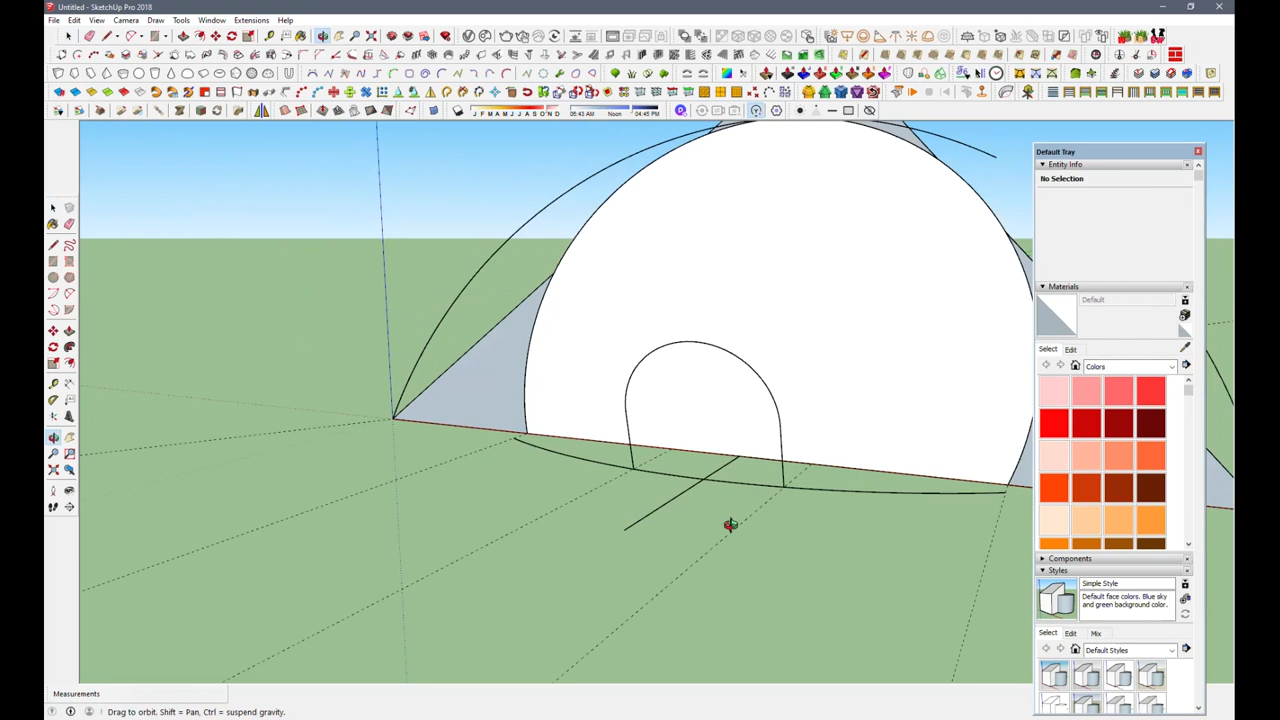 Untitled - SketchUp Pro 2018
File Edit View Camera Draw Tools Window Extensions Help
J F M A M J J A S O N D
06:43 AM Noon 04:45 PM
Default Tray
Entity Info
No Selection
Materials
Default
Select Edit
Colors
Components
Styles
Simple Style
Default face colors. Blue sky
and green background color.
Select Edit Mix
Default Styles
Measurements
Drag to orbit. Shift = Pan, Ctrl = suspend gravity.